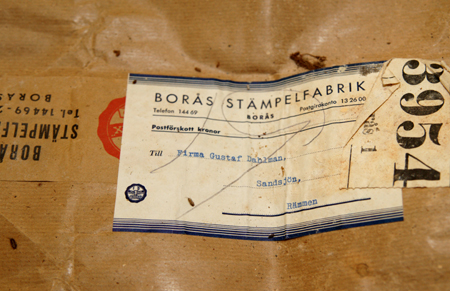 BORÅS STÄMPELFABRIK
BORÅS
Telefon 144 69
Postgirokonto 13 26 00
Postförskott kronor
Till Firma Gustaf Dahlman,
Sandsjön,
Rämmen
3954
BORÅS
STÄMPELF
Tel. 14469
BORÅS